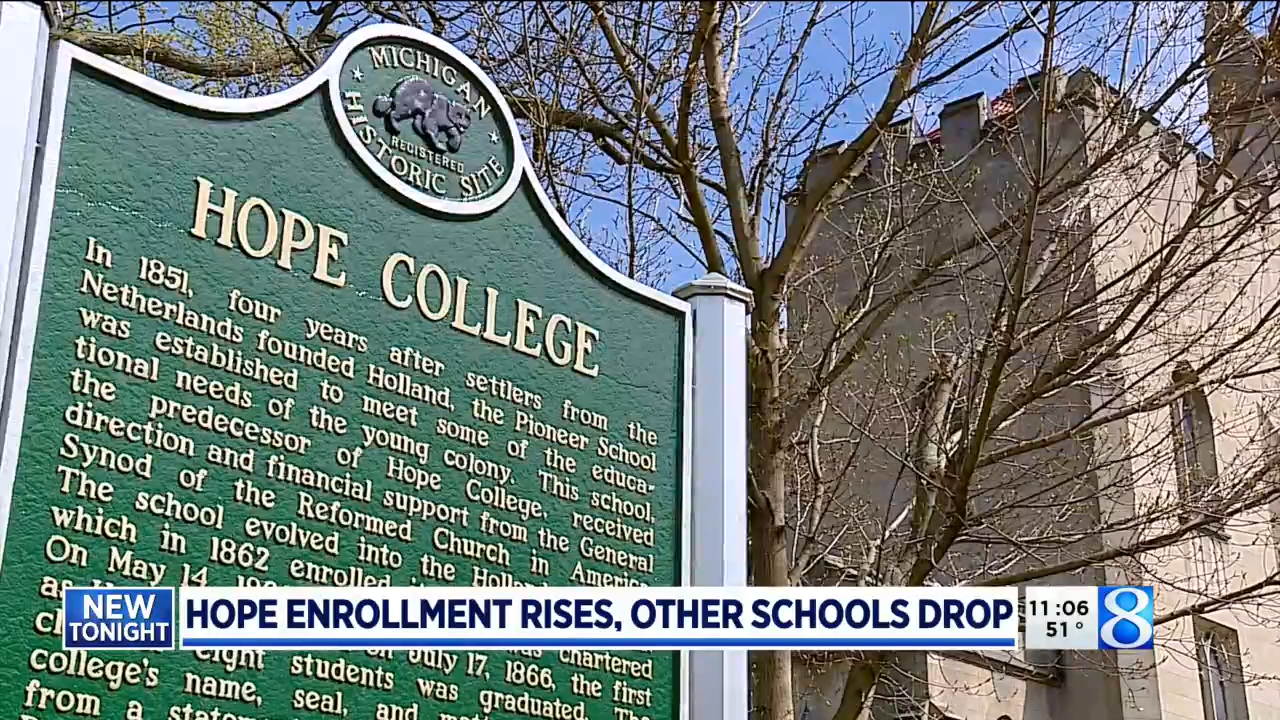 MICHIGAN
REGISTERED
HISTORIC SITE
HOPE COLLEGE
In 1851, four years after settlers from the
Netherlands founded Holland, the Pioneer School
was established to meet some of the educa-
tional needs of the young colony. This school,
the predecessor of Hope College, received
direction and financial support from the General
Synod of the Reformed Church in America.
The school evolved into the
which in 1862 enrolled
On May 14,
as
chartered
July 17, 1866, the first
eight students was graduated. The
college's name, seal, and
from a
NEW
TONIGHT
HOPE ENROLLMENT RISES, OTHER SCHOOLS DROP
11:06
51°
8